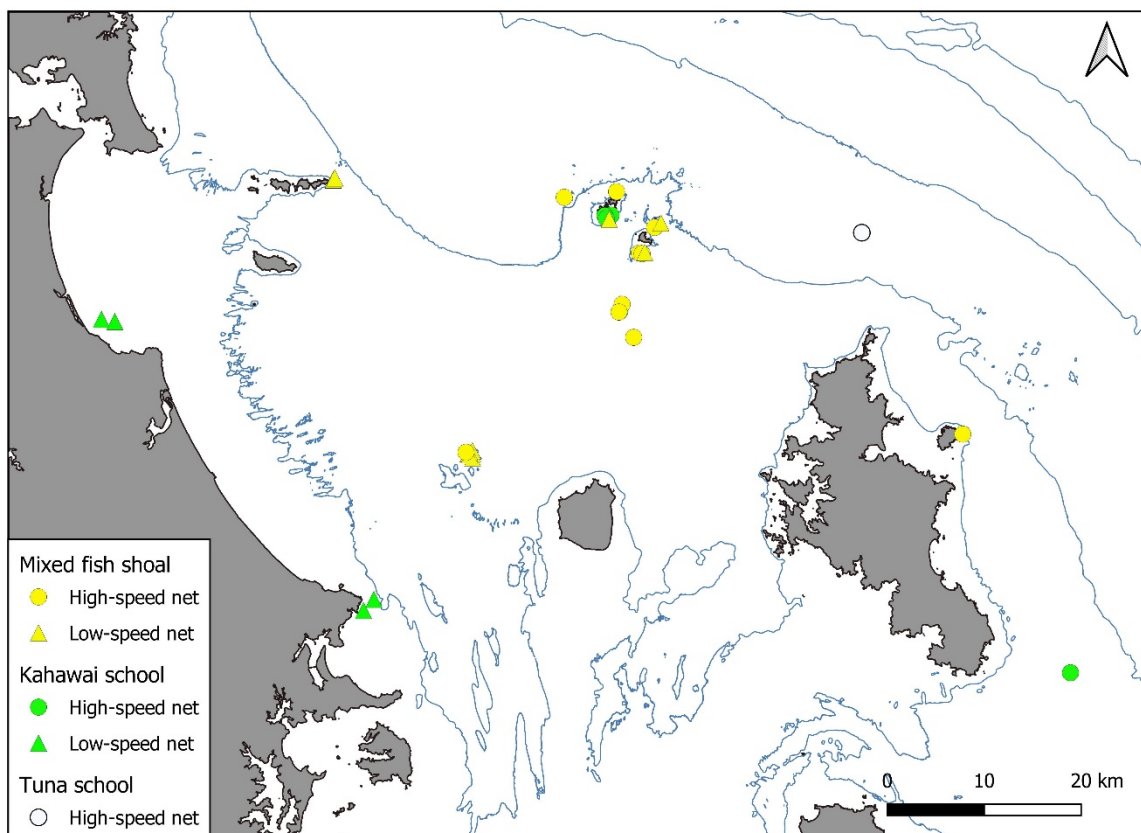 Mixed fish shoal
High-speed net
Low-speed net
Kahawai school
High-speed net
Low-speed net
Tuna school
High-speed net
0 10 20 km